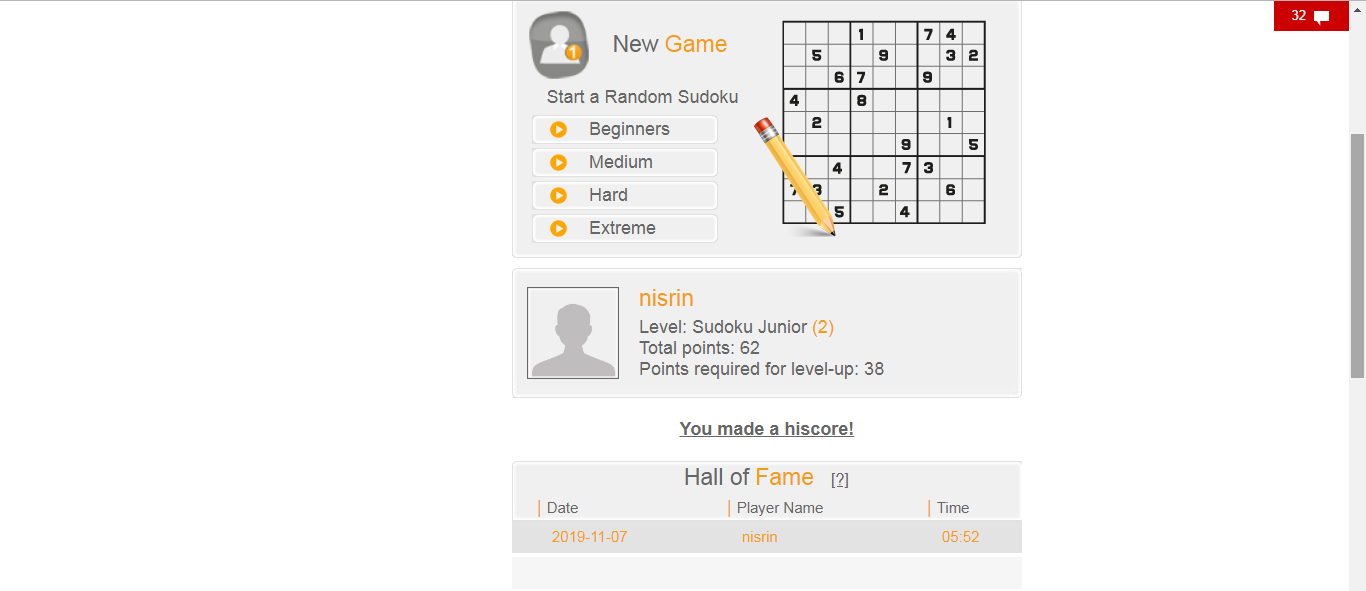 32
New Game
Start a Random Sudoku
Beginners
Medium
Hard
Extreme
1 7 4
5 9 3 2
6 7 9
4 8
2 1
9 5
4 7 3
7 3 2 6
5 4
nisrin
Level: Sudoku Junior (2)
Total points: 62
Points required for level-up: 38
You made a hiscore!
Hall of Fame [?]
Date Player Name Time
2019-11-07 nisrin 05:52